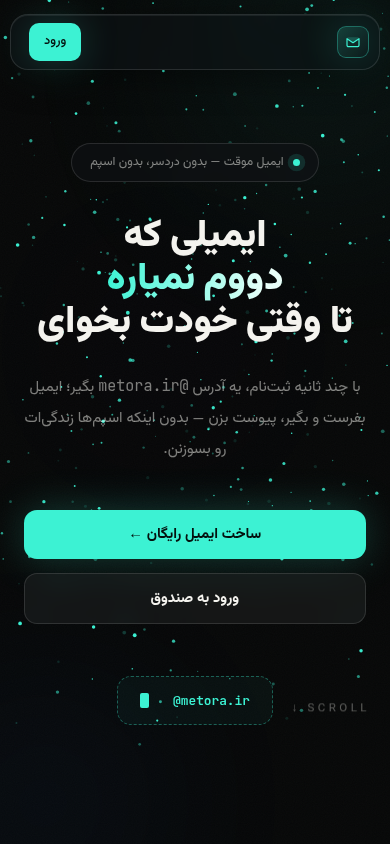 ورود
ایمیل موقت — بدون دردسر، بدون اسپم
ایمیلی که
دووم نمیاره
تا وقتی خودت بخوای
با چند ثانیه ثبت‌نام، یه آدرس @metora.ir بگیر؛ ایمیل
بفرست و بگیر، پیوست بزن — بدون اینکه اسپم‌ها زندگی‌ات
رو بسوزنن.
ساخت ایمیل رایگان ←
ورود به صندوق
@metora.ir
SCROLL ↓